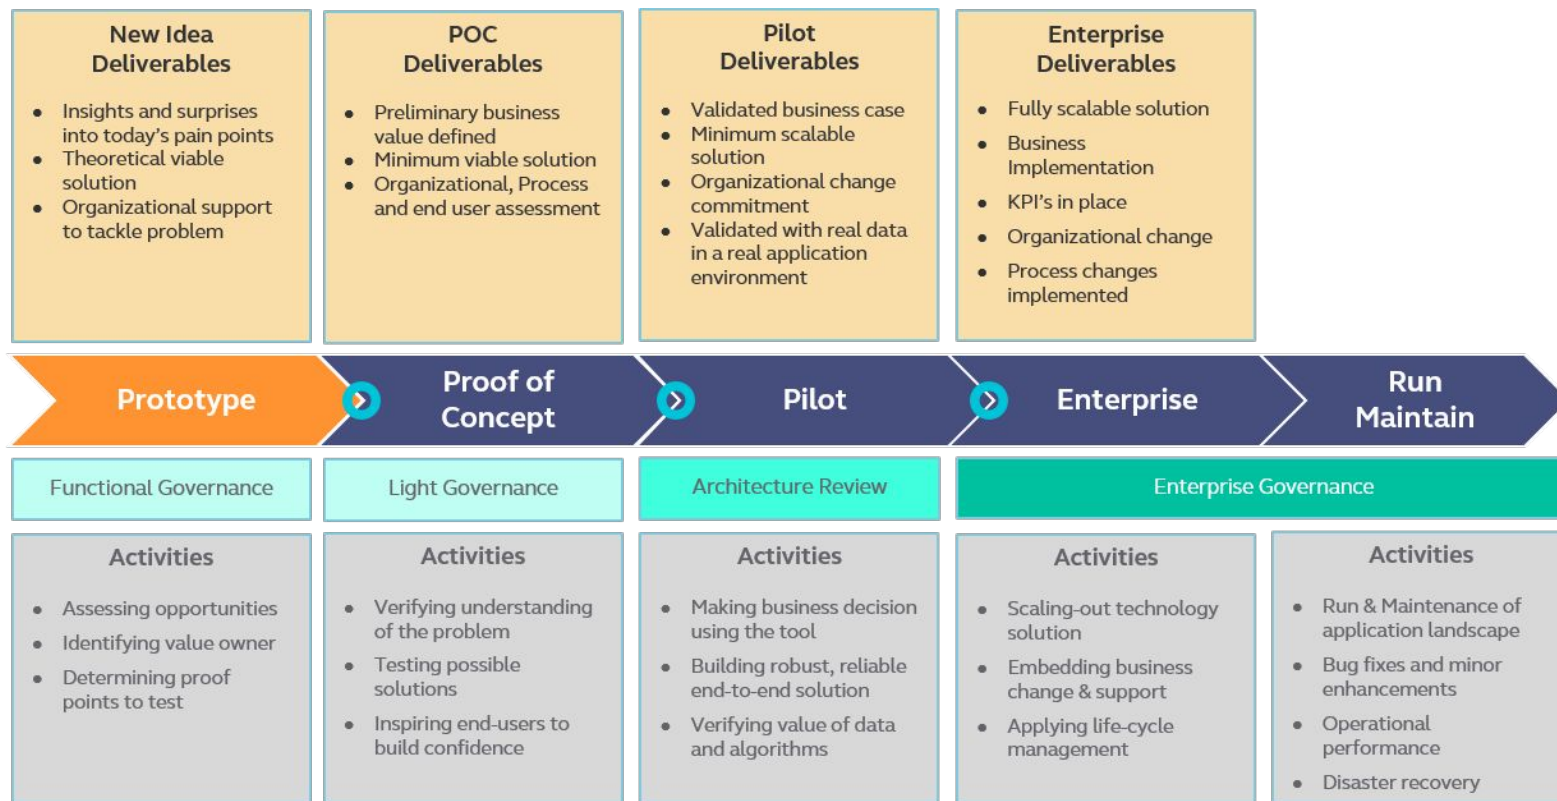 New Idea
Deliverables
• Insights and surprises
into today's pain points
• Theoretical viable
solution
• Organizational support
to tackle problem
POC
Deliverables
• Preliminary business
value defined
• Minimum viable solution
• Organizational, Process
and end user assessment
Pilot
Deliverables
• Validated business case
• Minimum scalable
solution
• Organizational change
commitment
• Validated with real data
in a real application
environment
Enterprise
Deliverables
• Fully scalable solution
• Business
Implementation
• KPI's in place
• Organizational change
• Process changes
implemented
Prototype
Proof of
Concept
Pilot
Enterprise
Run
Maintain
Functional Governance
Light Governance
Architecture Review
Enterprise Governance
Activities
• Assessing opportunities
• Identifying value owner
• Determining proof
points to test
Activities
• Verifying understanding
of the problem
• Testing possible
solutions
• Inspiring end-users to
build confidence
Activities
• Making business decision
using the tool
• Building robust, reliable
end-to-end solution
• Verifying value of data
and algorithms
Activities
• Scaling-out technology
solution
• Embedding business
change & support
• Applying life-cycle
management
Activities
• Run & Maintenance of
application landscape
• Bug fixes and minor
enhancements
• Operational
performance
• Disaster recovery